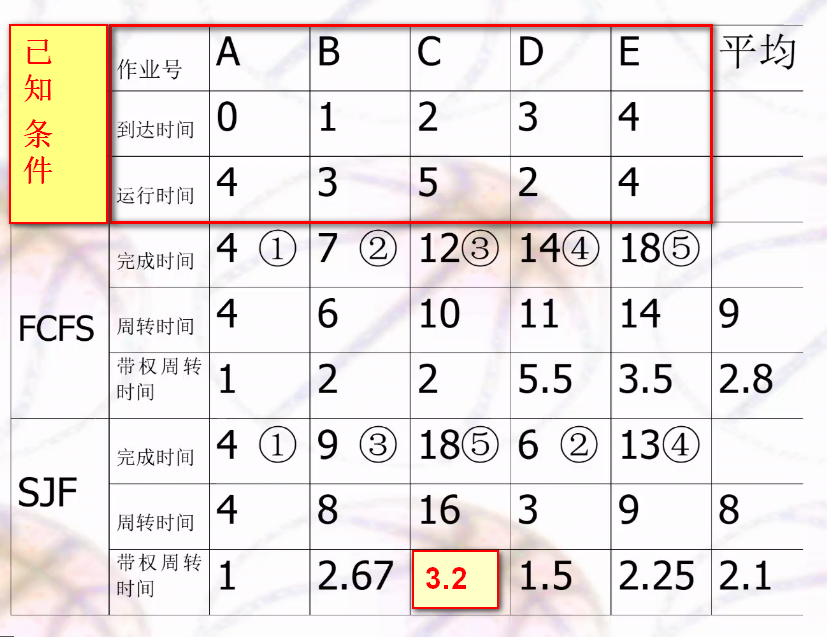 已知条件
作业号 A B C D E 平均
到达时间 0 1 2 3 4
运行时间 4 3 5 2 4
FCFS
完成时间 4 ① 7 ② 12③ 14④ 18⑤
周转时间 4 6 10 11 14 9
带权周转
时间 1 2 2 5.5 3.5 2.8
SJF
完成时间 4 ① 9 ③ 18⑤ 6 ② 13④
周转时间 4 8 16 3 9 8
带权周转
时间 1 2.67 3.2 1.5 2.25 2.1